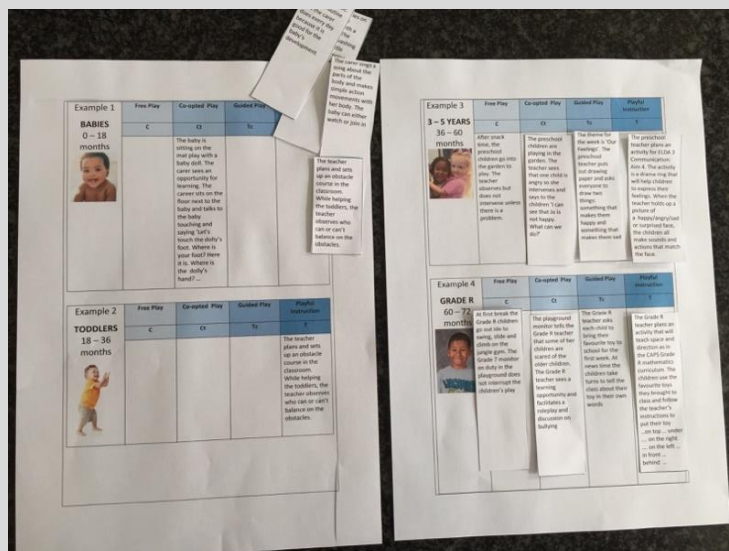 the carer
does every day
because it is
good for the
baby's
development
The carer sings a
song about the
parts of the
body and makes
simple action
movements with
her body. The
baby can either
watch or join in
Example 1
BABIES
0 – 18
months
Free Play
Co-opted Play
Guided Play
C
Ct
Tc
The baby is
sitting on the
mat play with a
baby doll. The
carer sees an
opportunity for
learning. The
career sits on the
floor next to the
baby and talks to
the baby
touching and
saying 'Let's
touch the dolly's
foot. Where is
your foot? Here
it is. Where is
the dolly's
hand? ...
The teacher
plans and sets
up an obstacle
course in the
classroom.
While helping
the toddlers, the
teacher observes
who can or can't
balance on the
obstacles.
Example 2
TODDLERS
18 – 36
months
Free Play
Co-opted Play
Guided Play
Playful
Instruction
C
Ct
Tc
T
The teacher
plans and sets
up an obstacle
course in the
classroom.
While helping
the toddlers, the
teacher observes
who can or can't
balance on the
obstacles.
Example 3
3 – 5 YEARS
36 – 60
months
Free Play
Co-opted Play
Guided Play
Playful
Instruction
C
Ct
Tc
T
After snack
time, the
preschool
children go into
the garden to
play. The
teacher
observes but
does not
intervene unless
there is a
problem.
The preschool
children are
playing in the
garden. The
teacher sees
that one child is
angry so she
intervenes and
says to the
children 'I can
see that Jo is
not happy.
What can we
do?'
The theme for
the week is 'Our
Feelings'. The
preschool
teacher puts
out drawing
paper and asks
everyone to
draw two
things:
something that
makes them
happy and
something that
makes them sad
The preschool
teacher plans an
activity for ELDA 3
Communication:
Aim 4. The activity
is a drama ring that
will help children
to express their
feelings. When the
teacher holds up a
picture of
a happy/angry/sad
or surprised face,
the children all
make sounds and
actions that match
the face.
Example 4
GRADE R
60 – 72
months
Free Play
Co-opted Play
Guided Play
Playful
Instruction
C
Ct
Tc
T
At first break the
Grade R children
go out side to
swing, slide and
climb on the
jungle gym. The
Grade 7 monitor
on duty in the
playground does
not interrupt the
children's play
The playground
monitor tells the
Grade R teacher
that some of her
children are
scared of the
older children.
The Grade R
teacher sees a
learning
opportunity and
facilitates a
roleplay and
discussion on
bullying
The Grade R
teacher asks
each child to
bring their
favourite toy to
school for the
first week. At
news time the
children take
turns to tell the
class about their
toy in their own
words
The Grade R
teacher plans an
activity that will
teach space and
direction as in
the CAPS Grade
R mathematics
curriculum. The
children use the
favourite toys
they brought to
class and follow
the teacher's
instructions to
put their toy
...on top ... under
... on the right
... on the left ...
in front ...
behind ...